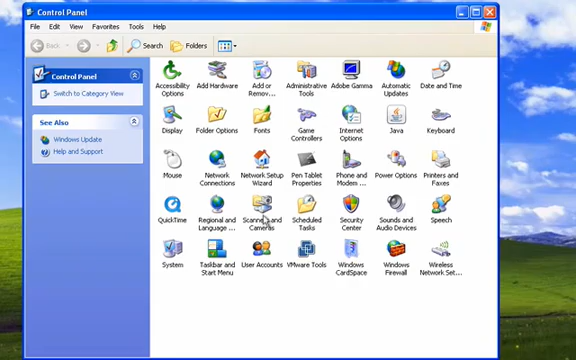 Control Panel
File Edit View Favorites Tools Help
Back Search Folders
Control Panel
Switch to Category View
See Also
Windows Update
Help and Support
Accessibility Options
Add Hardware
Add or Remov...
Administrative Tools
Adobe Gamma
Automatic Updates
Date and Time
Display
Folder Options
Fonts
Game Controllers
Internet Options
Java
Keyboard
Mouse
Network Connections
Network Setup Wizard
Pen Tablet Properties
Phone and Modem ...
Power Options
Printers and Faxes
QuickTime
Regional and Language ...
Scanners and Cameras
Scheduled Tasks
Security Center
Sounds and Audio Devices
Speech
System
Taskbar and Start Menu
User Accounts
VMware Tools
Windows CardSpace
Windows Firewall
Wireless Network Set...